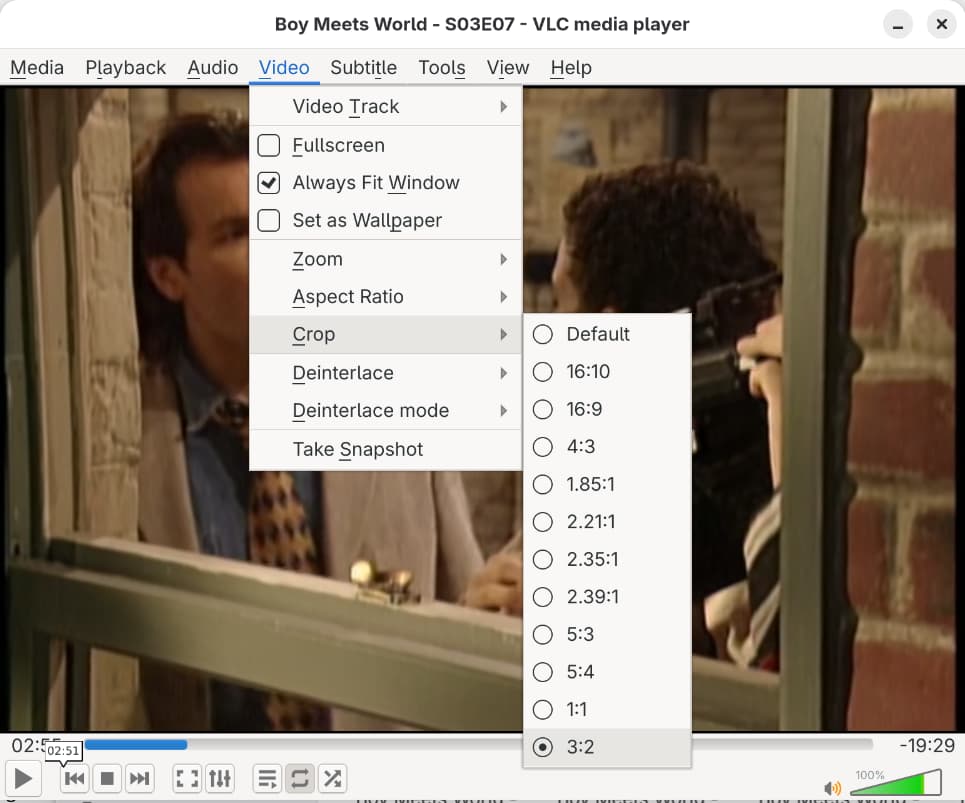 Boy Meets World - S03E07 - VLC media player
Media Playback Audio Video Subtitle Tools View Help
Video Track
Fullscreen
Always Fit Window
Set as Wallpaper
Zoom
Aspect Ratio
Crop
Deinterlace
Deinterlace mode
Take Snapshot
Default
16:10
16:9
4:3
1.85:1
2.21:1
2.35:1
2.39:1
5:3
5:4
1:1
3:2
02:51
-19:29
100%